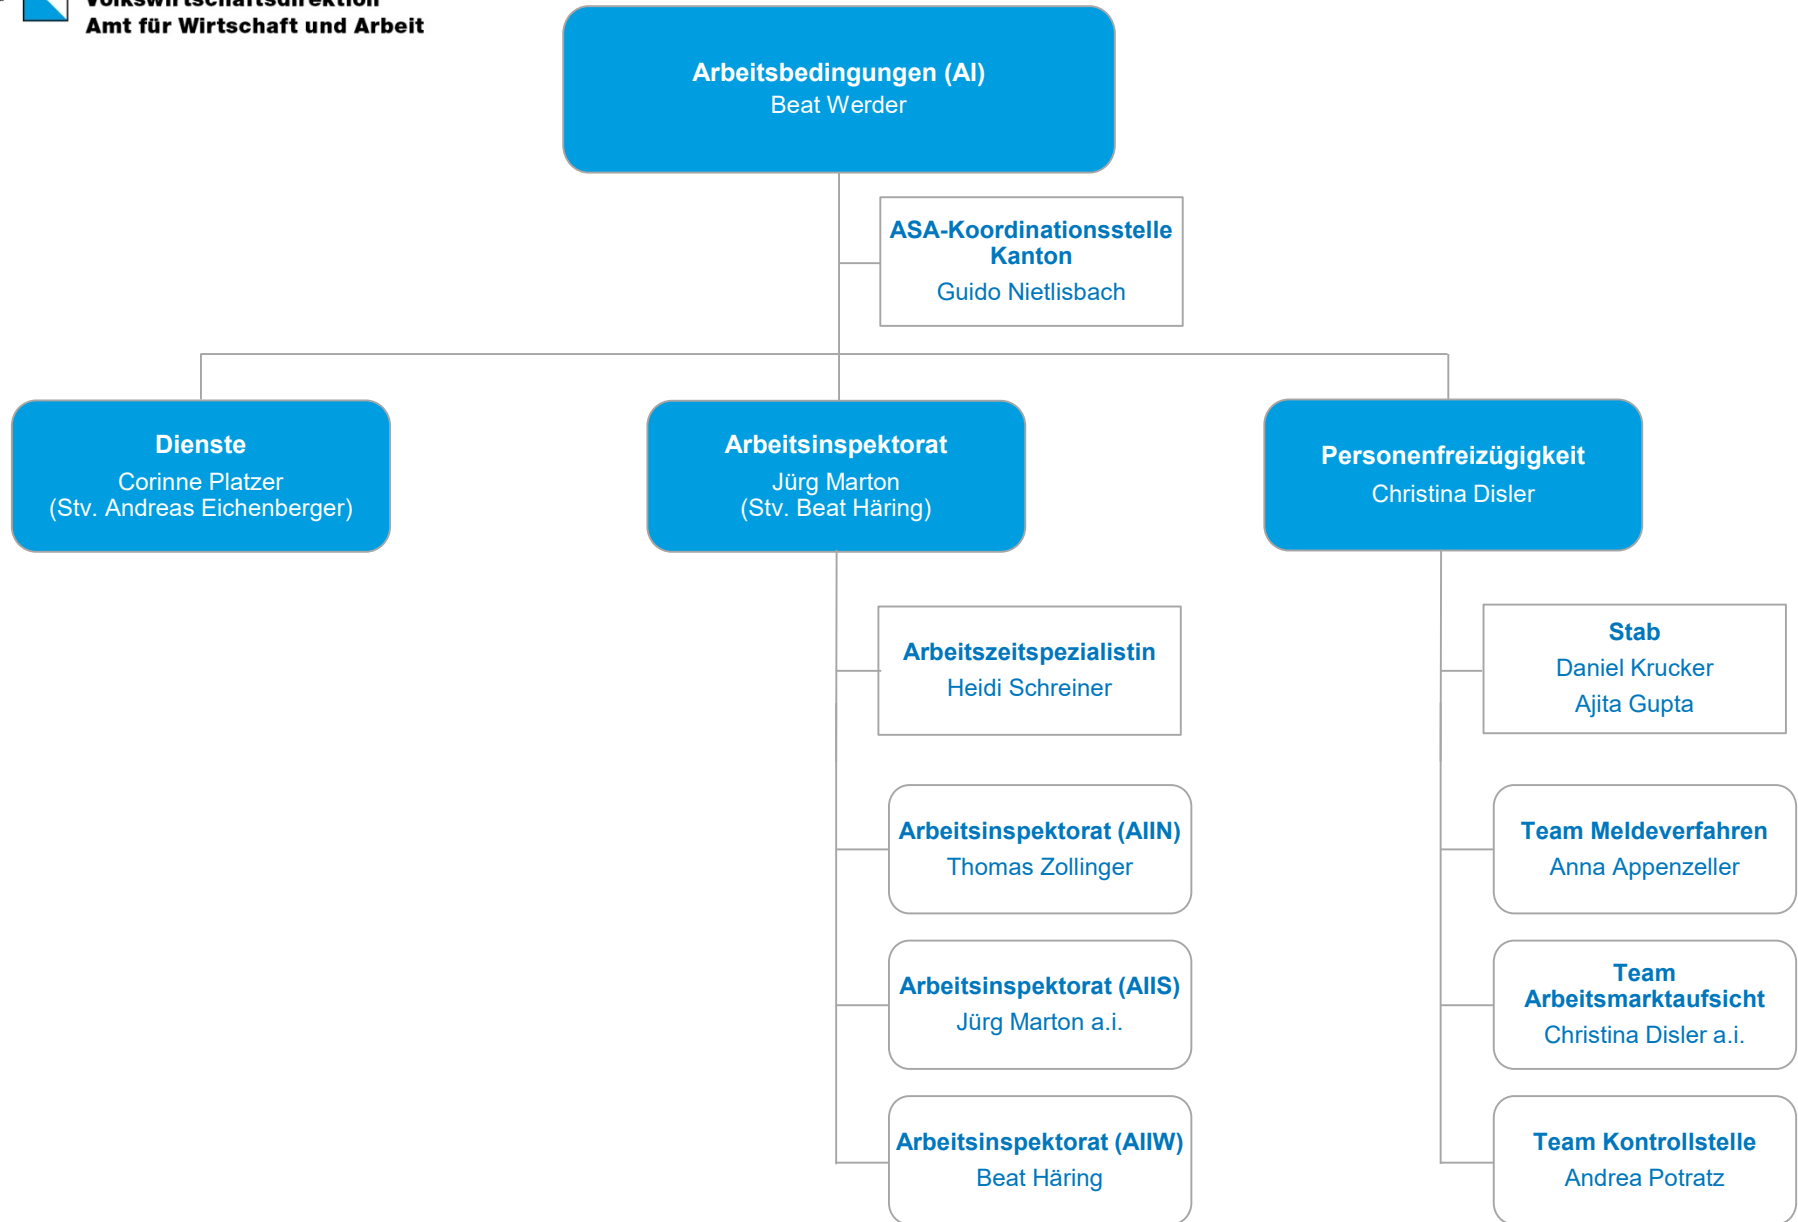 Volkswirtschaftsdirektion
Amt für Wirtschaft und Arbeit
Arbeitsbedingungen (AI)
Beat Werder
ASA-Koordinationsstelle
Kanton
Guido Nietlisbach
Dienste
Corinne Platzer
(Stv. Andreas Eichenberger)
Arbeitsinspektorat
Jürg Marton
(Stv. Beat Häring)
Personenfreizügigkeit
Christina Disler
Arbeitszeitspezialistin
Heidi Schreiner
Arbeitsinspektorat (AIIN)
Thomas Zollinger
Arbeitsinspektorat (AIIS)
Jürg Marton a.i.
Arbeitsinspektorat (AIIW)
Beat Häring
Stab
Daniel Krucker
Ajita Gupta
Team Meldeverfahren
Anna Appenzeller
Team
Arbeitsmarktaufsicht
Christina Disler a.i.
Team Kontrollstelle
Andrea Potratz